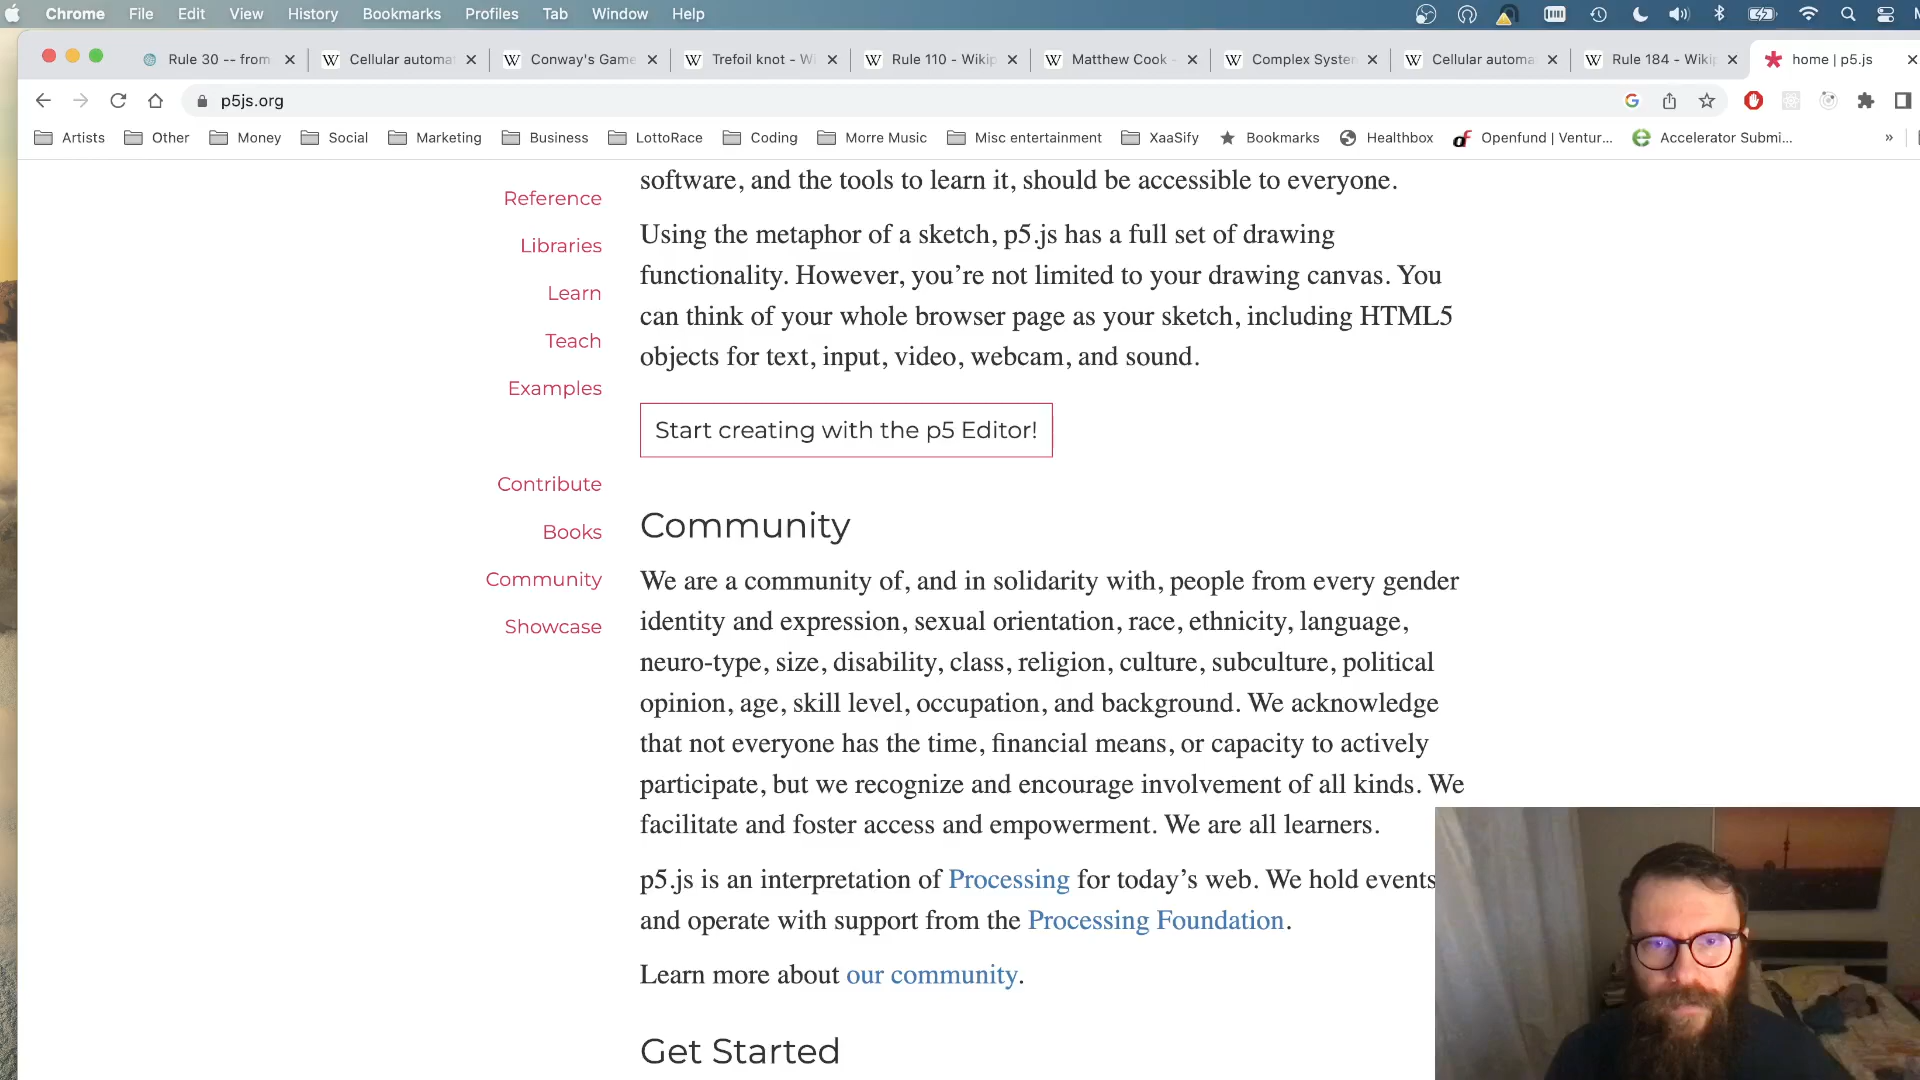 Chrome File Edit View History Bookmarks Profiles Tab Window Help
Rule 30 -- from Cellular automa Conway's Game Trefoil knot - Wi Rule 110 - Wikip Matthew Cook - Complex System Cellular automa Rule 184 - Wikip home | p5.js
p5js.org
Artists Other Money Social Marketing Business LottoRace Coding Morre Music Misc entertainment XaaSify Bookmarks Healthbox Openfund | Ventur... Accelerator Submi... »
Reference
Libraries
Learn
Teach
Examples
Contribute
Books
Community
Showcase
software, and the tools to learn it, should be accessible to everyone.
Using the metaphor of a sketch, p5.js has a full set of drawing
functionality. However, you’re not limited to your drawing canvas. You
can think of your whole browser page as your sketch, including HTML5
objects for text, input, video, webcam, and sound.
Start creating with the p5 Editor!
Community
We are a community of, and in solidarity with, people from every gender
identity and expression, sexual orientation, race, ethnicity, language,
neuro-type, size, disability, class, religion, culture, subculture, political
opinion, age, skill level, occupation, and background. We acknowledge
that not everyone has the time, financial means, or capacity to actively
participate, but we recognize and encourage involvement of all kinds. We
facilitate and foster access and empowerment. We are all learners.
p5.js is an interpretation of Processing for today’s web. We hold events
and operate with support from the Processing Foundation.
Learn more about our community.
Get Started